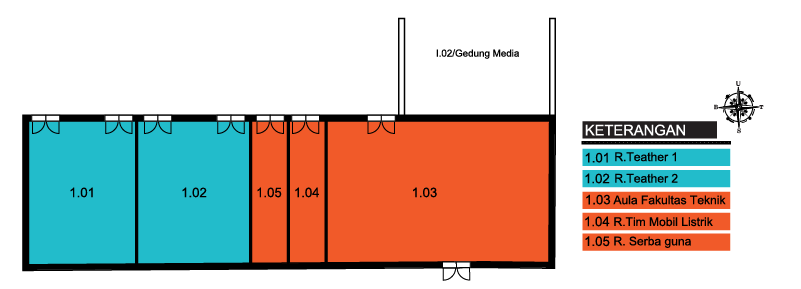 I.02/Gedung Media
U
B T
S
KETERANGAN
1.01 R.Teather 1
1.02 R.Teather 2
1.03 Aula Fakultas Teknik
1.04 R.Tim Mobil Listrik
1.05 R. Serba guna
1.01
1.02
1.05
1.04
1.03